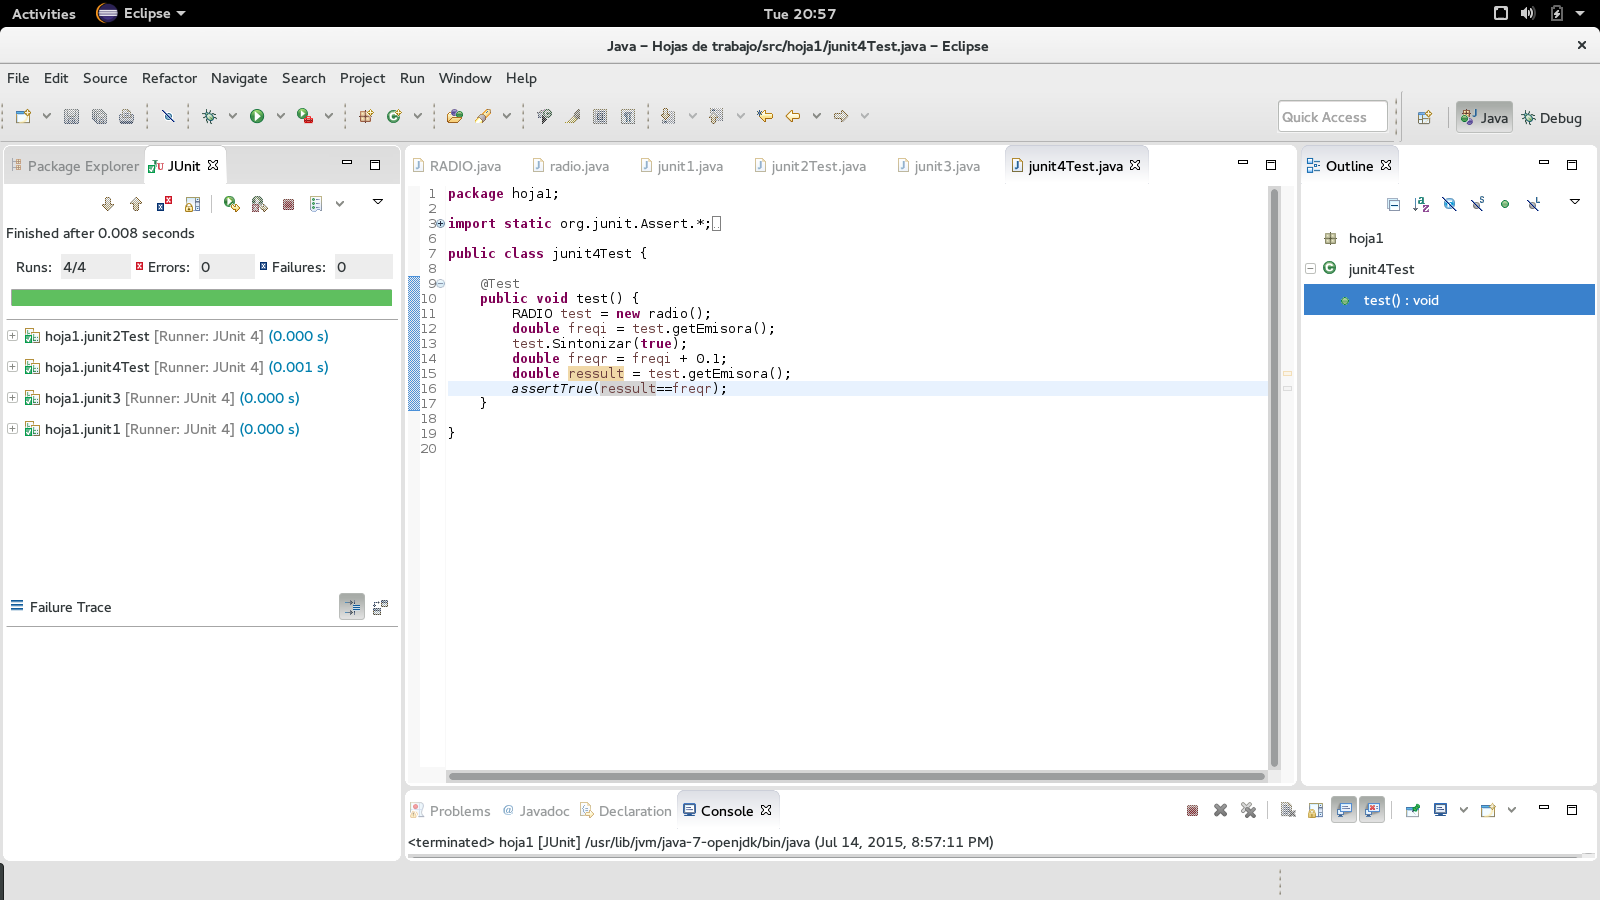 Activities Eclipse Tue 20:57
Java – Hojas de trabajo/src/hoja1/junit4Test.java – Eclipse
File Edit Source Refactor Navigate Search Project Run Window Help
Quick Access Java Debug
Package Explorer JUnit
Finished after 0.008 seconds
Runs: 4/4 Errors: 0 Failures: 0
hoja1.junit2Test [Runner: JUnit 4] (0.000 s)
hoja1.junit4Test [Runner: JUnit 4] (0.001 s)
hoja1.junit3 [Runner: JUnit 4] (0.000 s)
hoja1.junit1 [Runner: JUnit 4] (0.000 s)
Failure Trace
RADIO.java radio.java junit1.java junit2Test.java junit3.java junit4Test.java
1 package hoja1;
2
3 import static org.junit.Assert.*;
6
7 public class junit4Test {
8
9 @Test
10 public void test() {
11 RADIO test = new radio();
12 double freqi = test.getEmisora();
13 test.Sintonizar(true);
14 double freqr = freqi + 0.1;
15 double ressult = test.getEmisora();
16 assertTrue(ressult==freqr);
17 }
18
19 }
20
Outline
hoja1
junit4Test
test() : void
Problems Javadoc Declaration Console
<terminated> hoja1 [JUnit] /usr/lib/jvm/java-7-openjdk/bin/java (Jul 14, 2015, 8:57:11 PM)